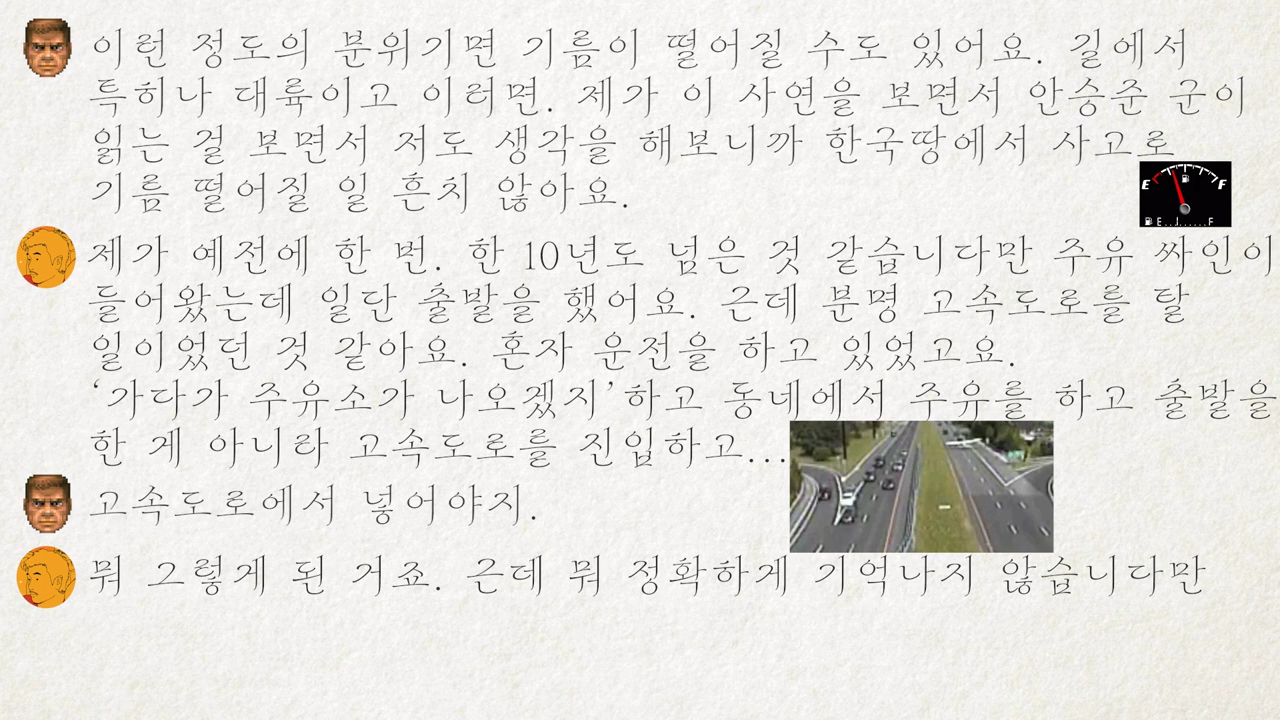 이런 정도의 분위기면 기름이 떨어질 수도 있어요. 길에서
특히나 대륙이고 이러면. 제가 이 사연을 보면서 안승준 군이
읽는 걸 보면서 저도 생각을 해보니까 한국땅에서 사고로
기름 떨어질 일 흔치 않아요.
E F
E F
제가 예전에 한 번. 한 10년도 넘은 것 같습니다만 주유 싸인이
들어왔는데 일단 출발을 했어요. 근데 분명 고속도로를 탈
일이었던 것 같아요. 혼자 운전을 하고 있었고요.
‘가다가 주유소가 나오겠지’하고 동네에서 주유를 하고 출발을
한 게 아니라 고속도로를 진입하고...
고속도로에서 넣어야지.
뭐 그렇게 된 거죠. 근데 뭐 정확하게 기억나지 않습니다만